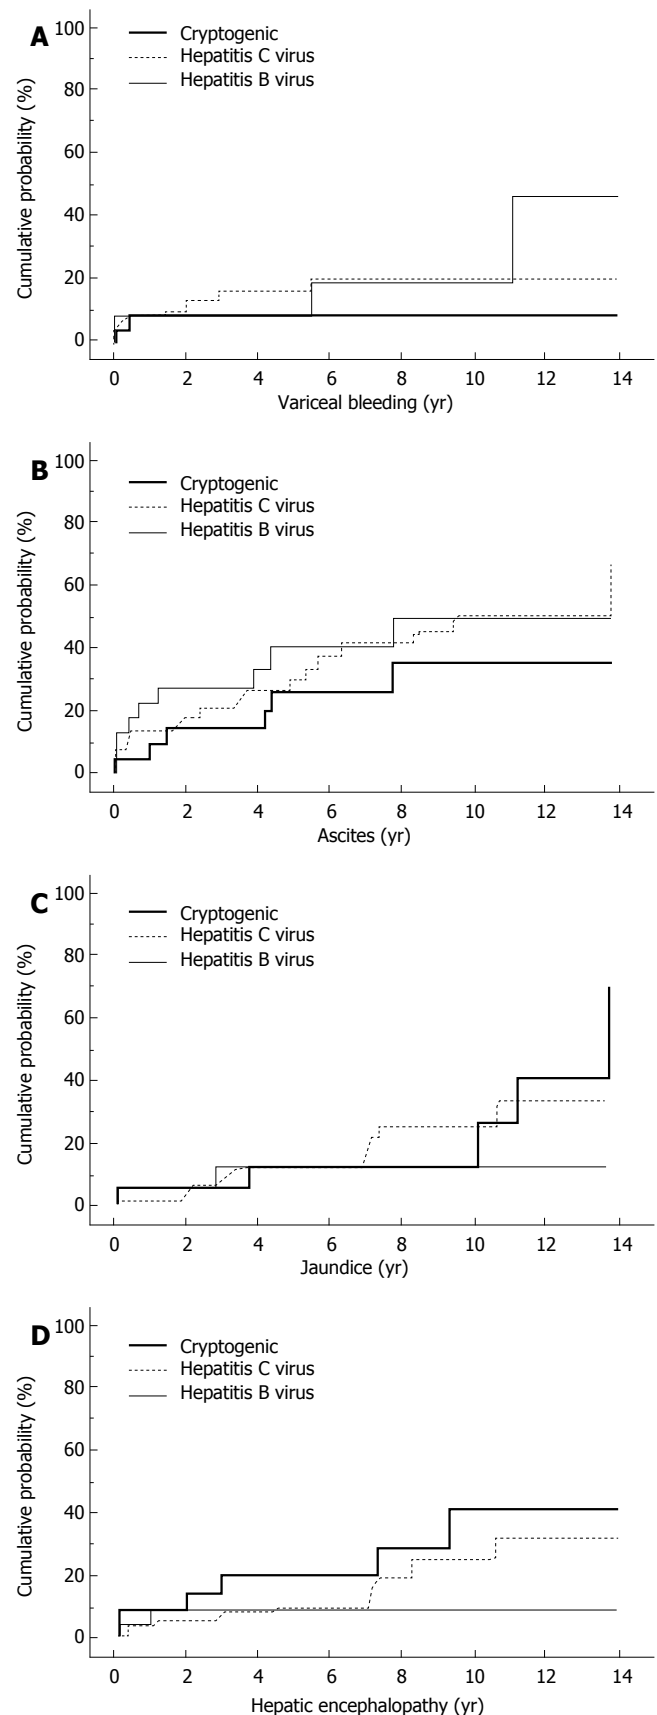 A
Cumulative probability (%)
100
80
60
40
20
0
Cryptogenic
Hepatitis C virus
Hepatitis B virus
0 2 4 6 8 10 12 14
Variceal bleeding (yr)
B
Cumulative probability (%)
100
80
60
40
20
0
Cryptogenic
Hepatitis C virus
Hepatitis B virus
0 2 4 6 8 10 12 14
Ascites (yr)
C
Cumulative probability (%)
100
80
60
40
20
0
Cryptogenic
Hepatitis C virus
Hepatitis B virus
0 2 4 6 8 10 12 14
Jaundice (yr)
D
Cumulative probability (%)
100
80
60
40
20
0
Cryptogenic
Hepatitis C virus
Hepatitis B virus
0 2 4 6 8 10 12 14
Hepatic encephalopathy (yr)